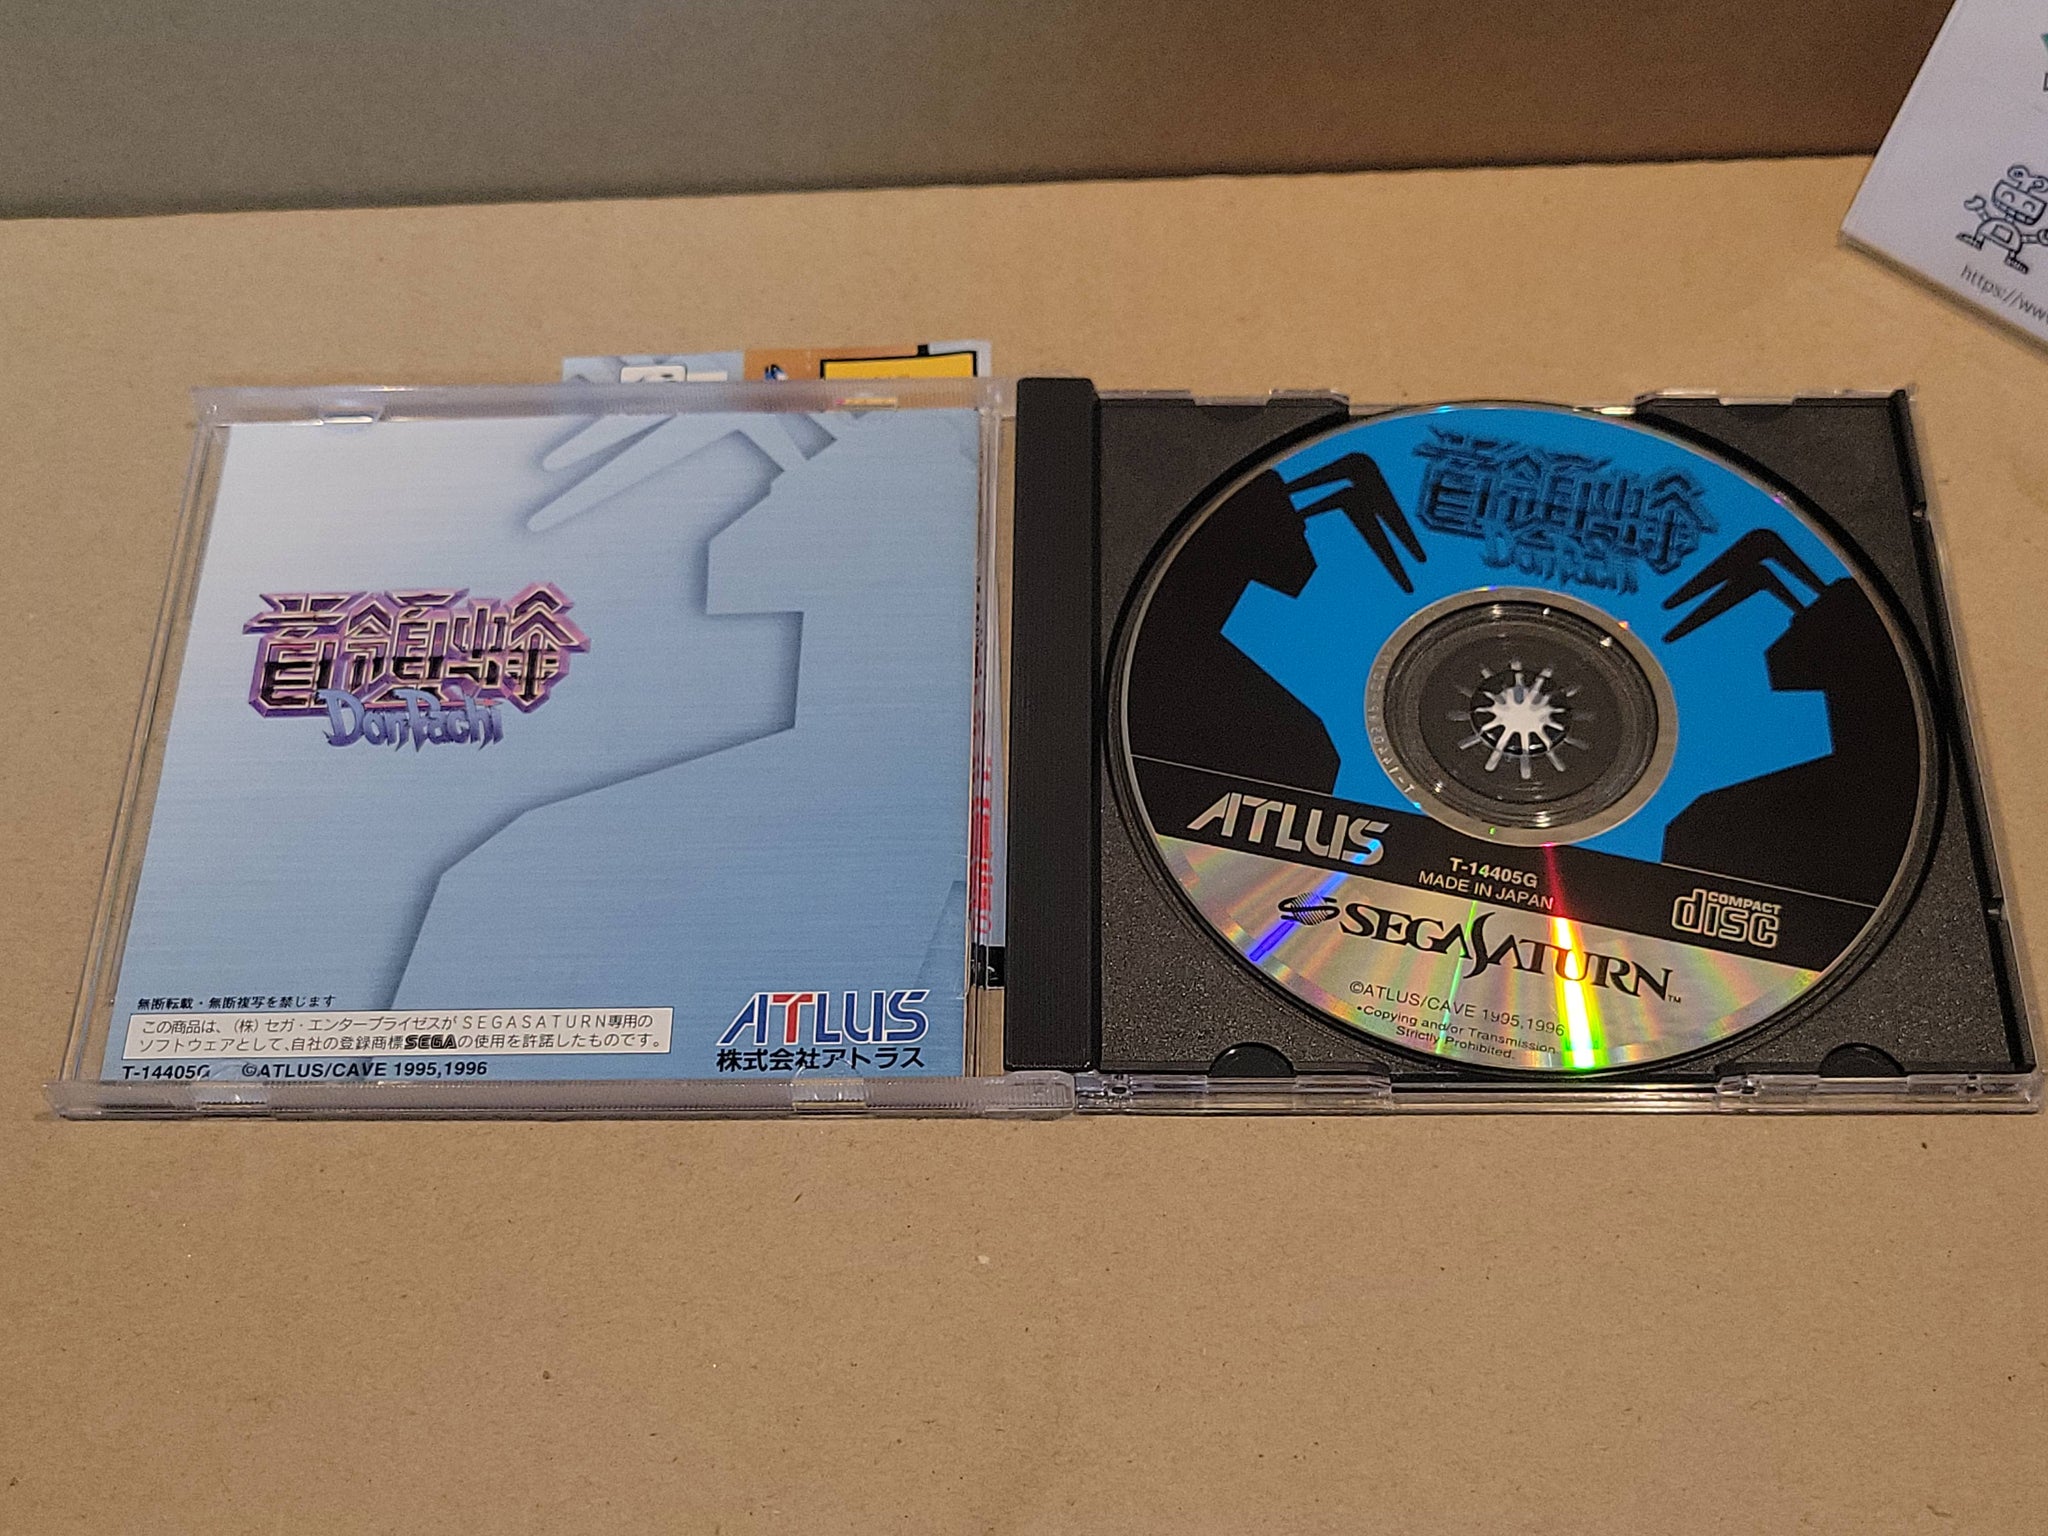 首領蜂
DonPachi
無断転載・無断複写を禁じます
この商品は、(株)セガ・エンタープライゼスがSEGASATURN専用の
ソフトウェアとして、自社の登録商標SEGAの使用を許諾したものです。
T-14405G ©ATLUS/CAVE 1995,1996
ATLUS
株式会社アトラス
首領蜂
DonPachi
ATLUS
T-14405G
MADE IN JAPAN
COMPACT
disc
SEGASATURN™
©ATLUS/CAVE 1995,1996
•Copying and/or Transmission
Strictly Prohibited.
https://www